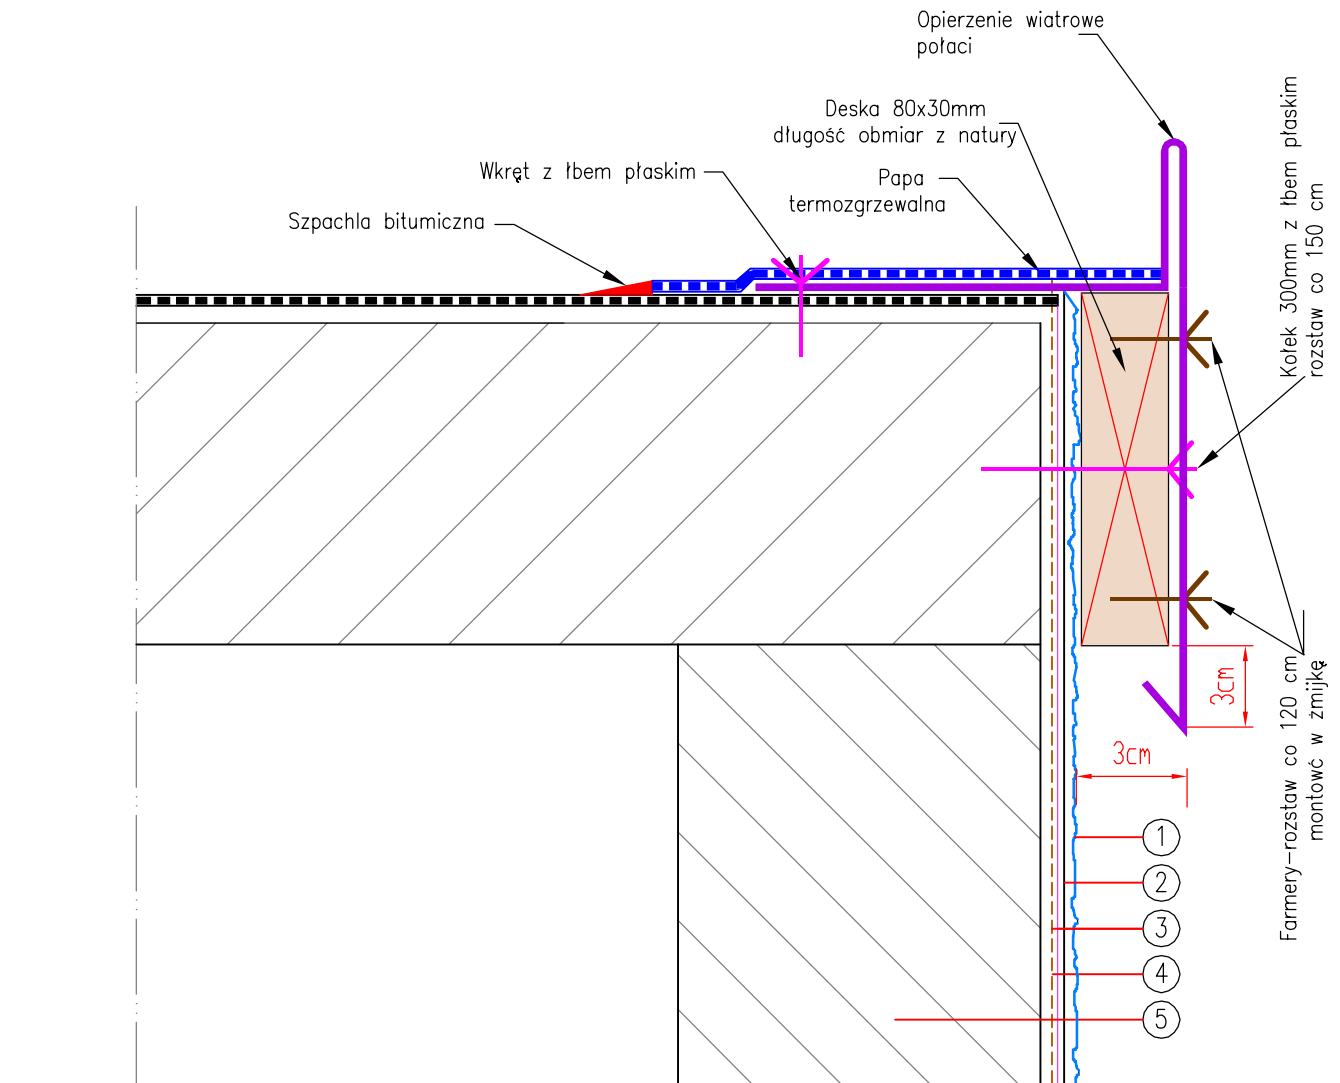 Opierzenie wiatrowe
połaci
Deska 80x30mm
długość obmiar z natury
Wkręt z łbem płaskim
Papa
termozgrzewalna
Szpachla bitumiczna
Kołek 300mm z łbem płaskim
rozstaw co 150 cm
3cm
3cm
Farmery-rozstaw co 120 cm
montowć w żmijkę
1
2
3
4
5